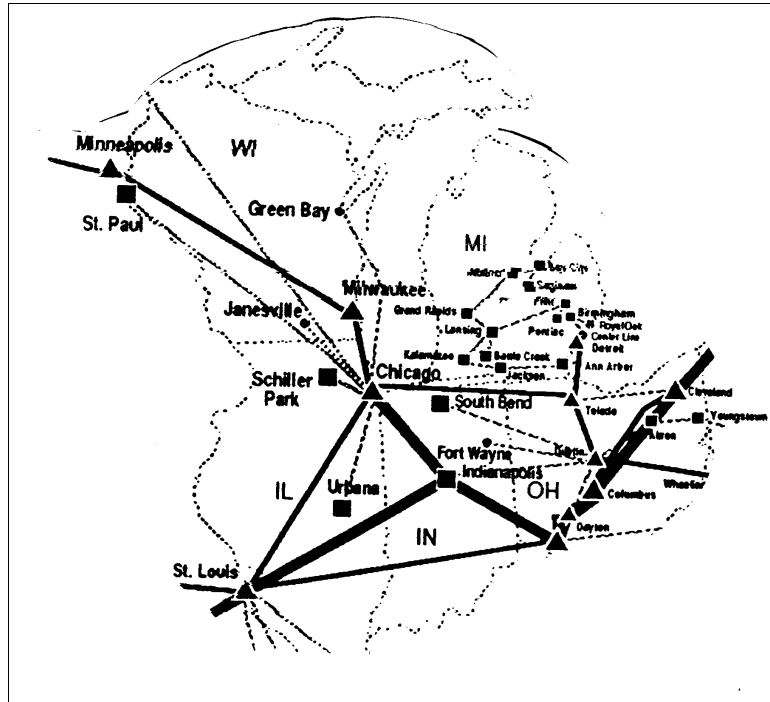 Minneapolis
WI
St. Paul
Green Bay
MI
Bay City
Saginaw
Flint
Milwaukee
Grand Rapids
Birmingham
Janesville
Lansing
Pontiac
Royal Oak
Center Line
Detroit
Kalamazoo
Battle Creek
Jackson
Ann Arbor
Chicago
Schiller
Park
South Bend
Toledo
Cleveland
Youngstown
Akron
Fort Wayne
Indianapolis
Urbana
IL
OH
Columbus
Wheeler
Dayton
IN
St. Louis